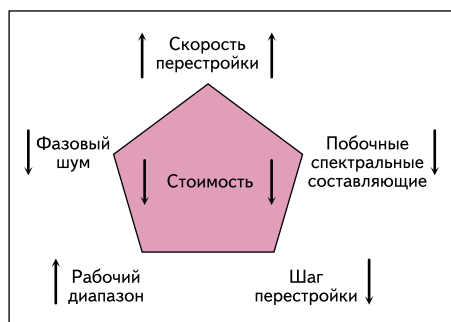 Скорость
перестройки
Фазовый
шум
Побочные
спектральные
составляющие
Стоимость
Рабочий
диапазон
Шаг
перестройки